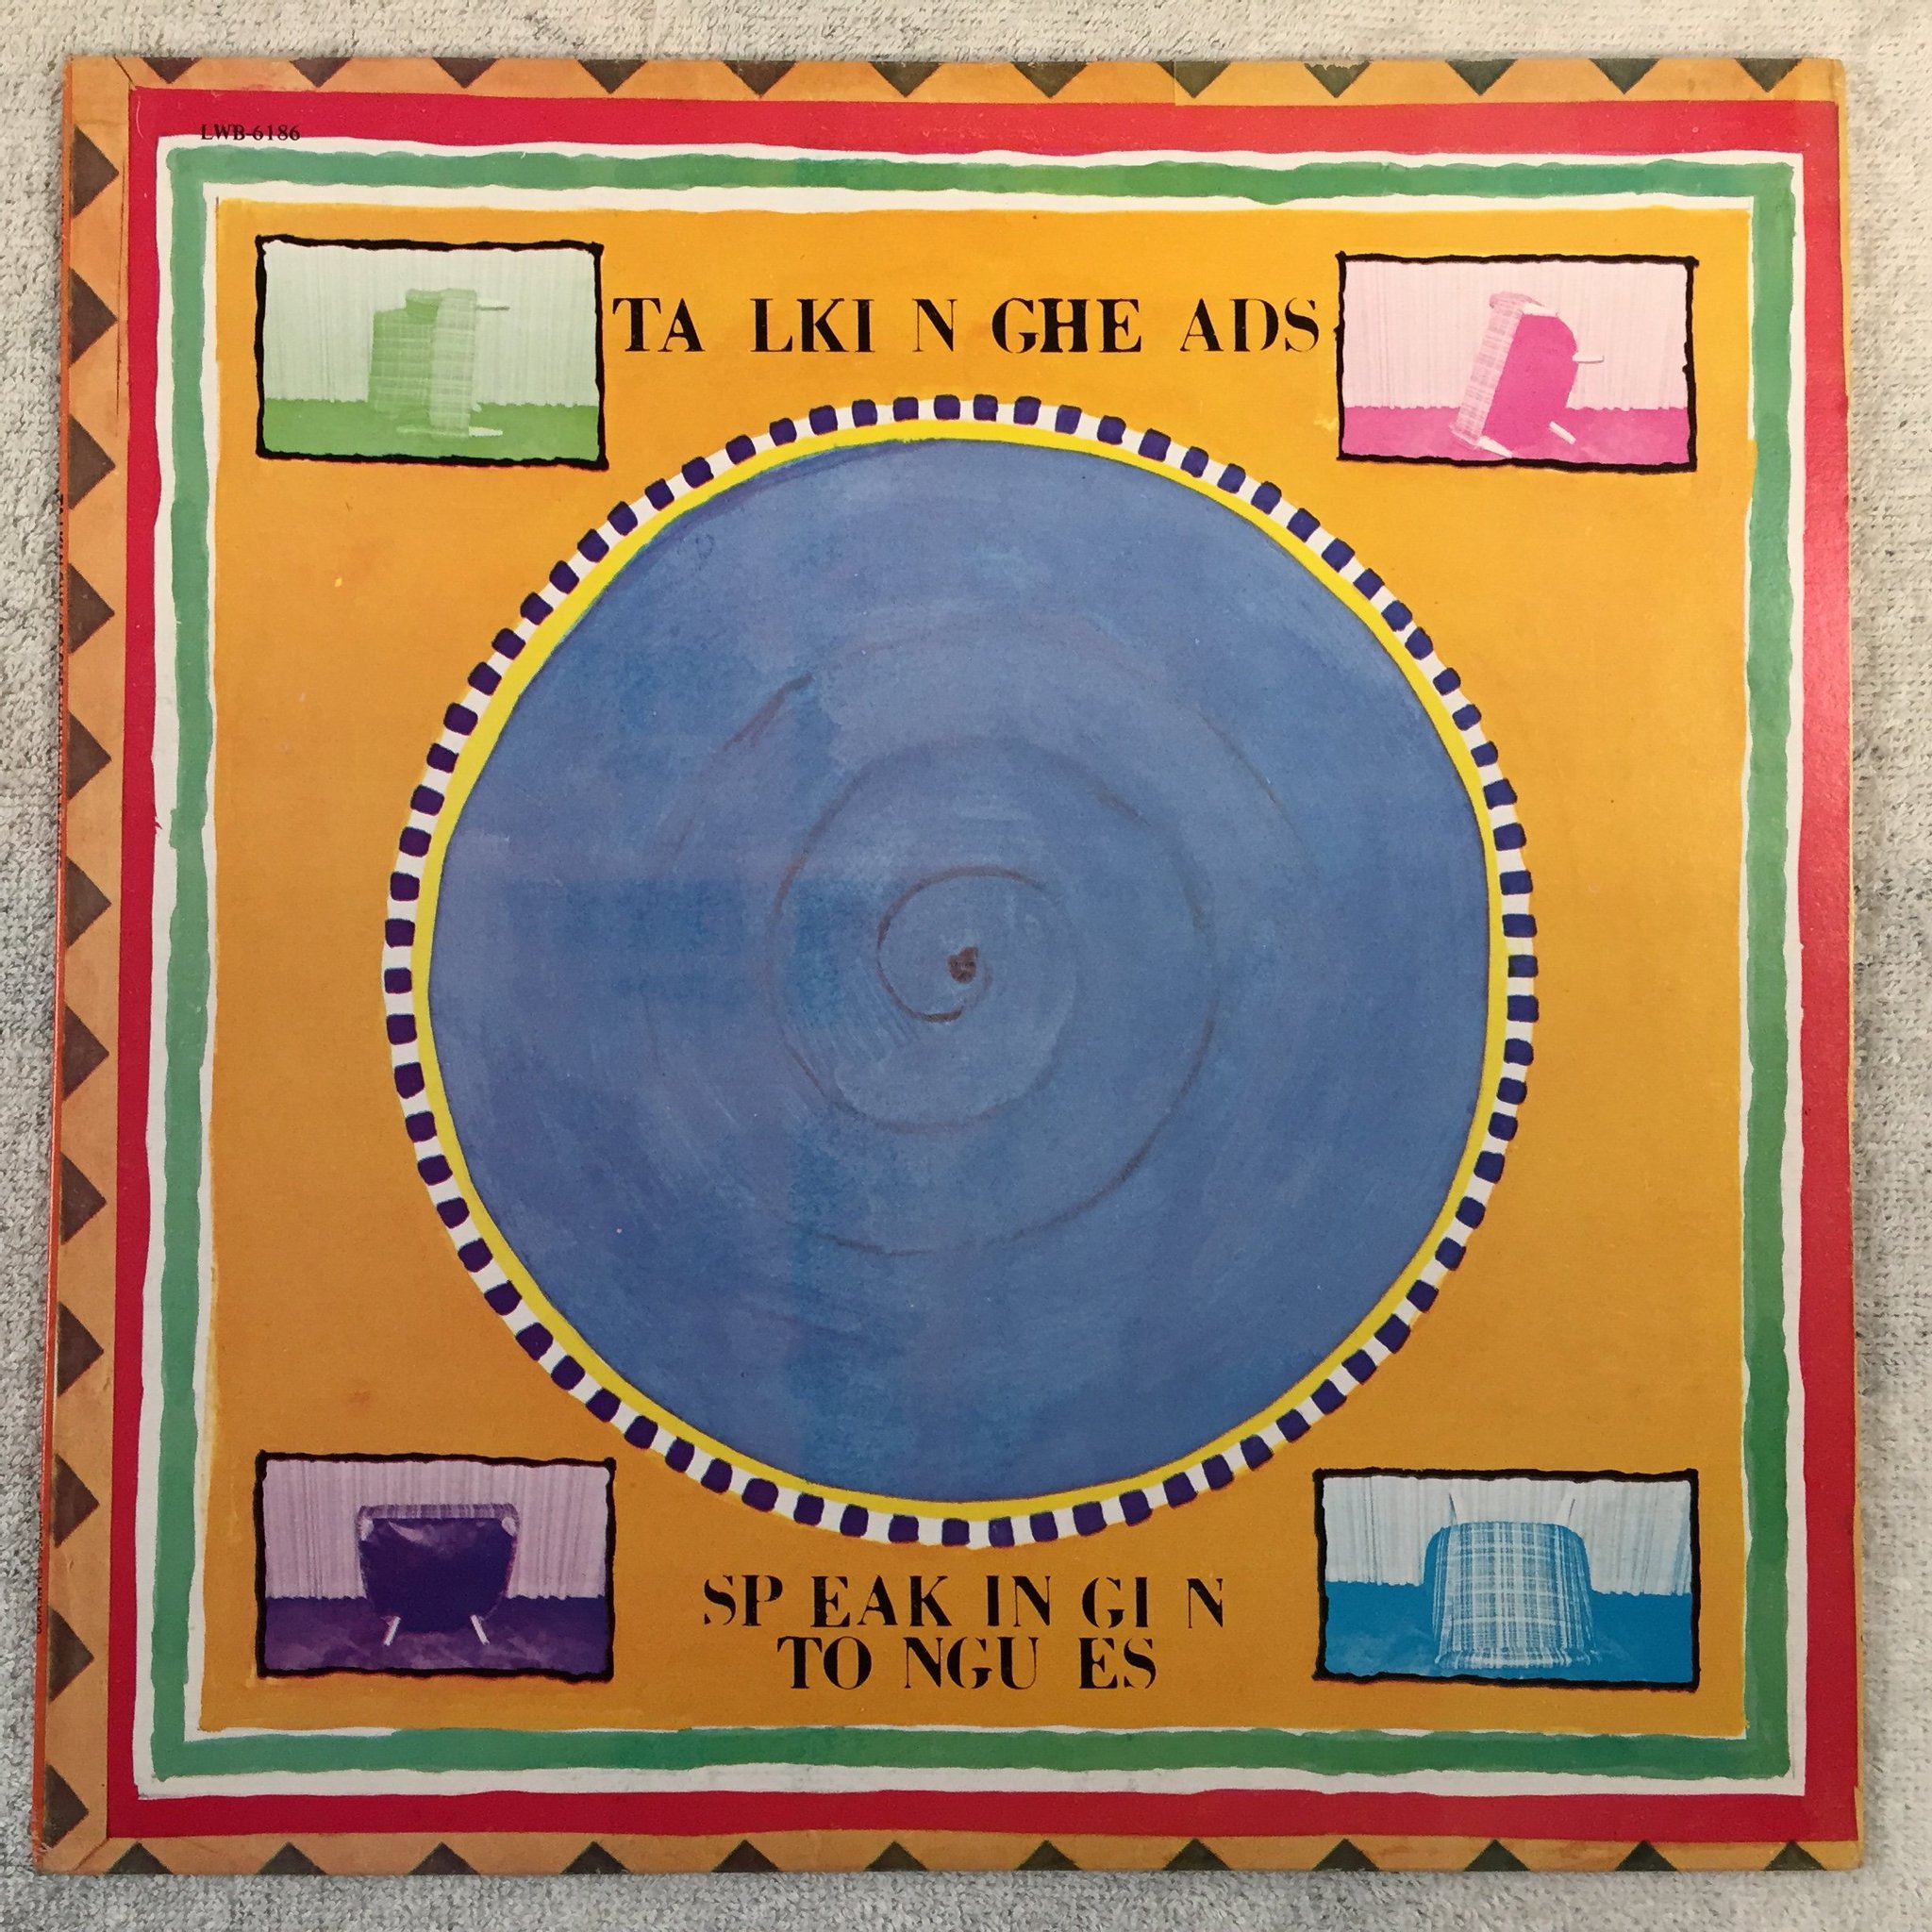 LWB-6186
TA LKI N GHE ADS
SP EAK IN GI N
TO NGU ES